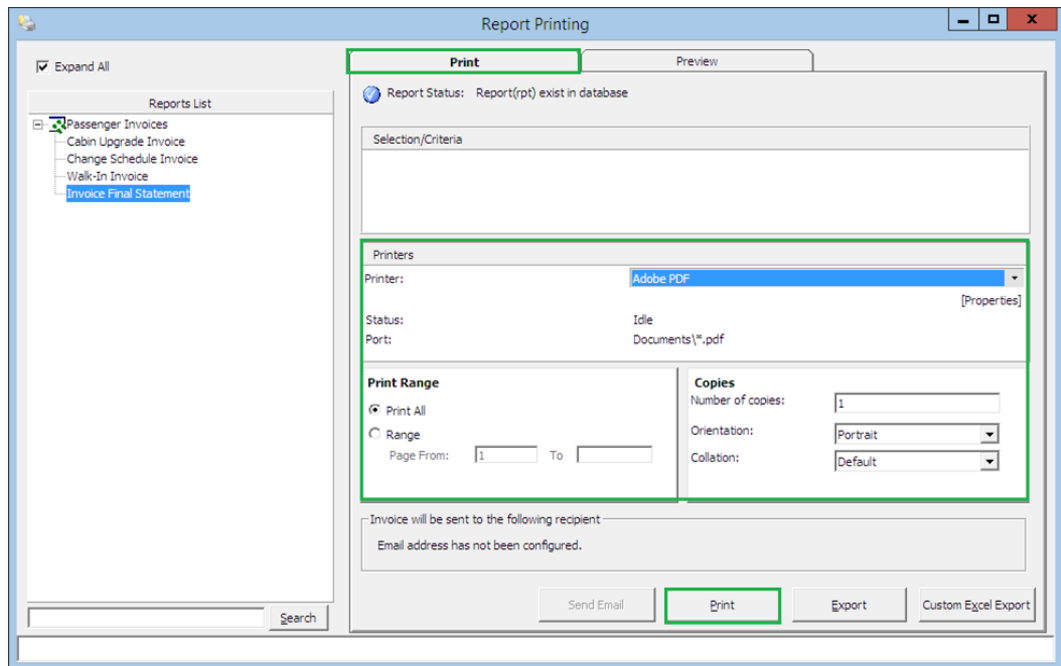 Report Printing
Expand All
Print
Preview
Reports List
Report Status: Report(rpt) exist in database
Passenger Invoices
Cabin Upgrade Invoice
Change Schedule Invoice
Walk-In Invoice
Invoice Final Statement
Selection/Criteria
Printers
Printer: Adobe PDF
[Properties]
Status: Idle
Port: Documents\*.pdf
Print Range
Print All
Range
Page From: 1 To
Copies
Number of copies: 1
Orientation: Portrait
Collation: Default
Invoice will be sent to the following recipient
Email address has not been configured.
Search
Send Email
Print
Export
Custom Excel Export